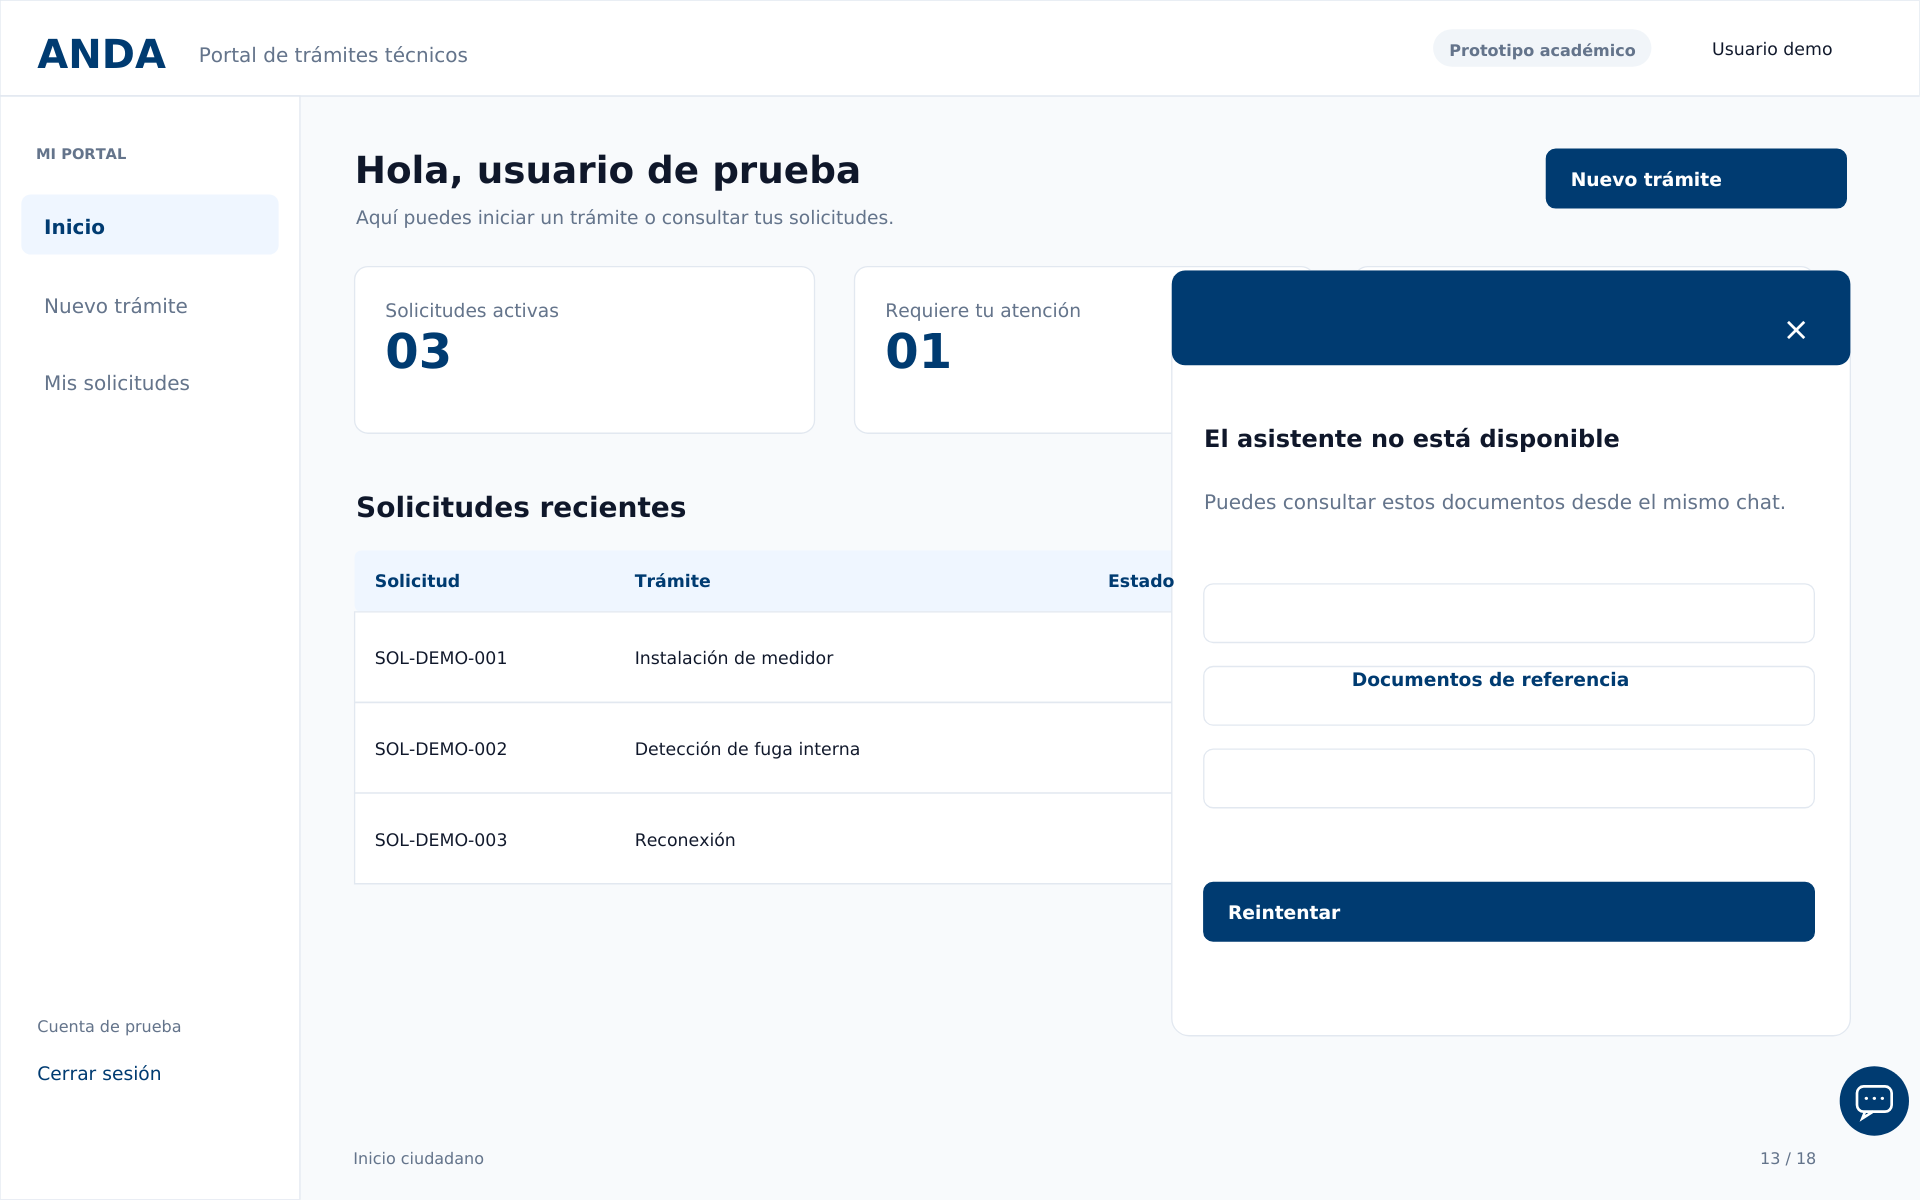 ANDA
Portal de trámites técnicos
Prototipo académico
Usuario demo
MI PORTAL
Inicio
Nuevo trámite
Mis solicitudes
Cuenta de prueba
Cerrar sesión
Hola, usuario de prueba
Aquí puedes iniciar un trámite o consultar tus solicitudes.
Nuevo trámite
Solicitudes activas
03
Requiere tu atención
01
Solicitudes recientes
Solicitud Trámite Estado
SOL-DEMO-001 Instalación de medidor
SOL-DEMO-002 Detección de fuga interna
SOL-DEMO-003 Reconexión
El asistente no está disponible
Puedes consultar estos documentos desde el mismo chat.
Documentos de referencia
Reintentar
Inicio ciudadano
13 / 18